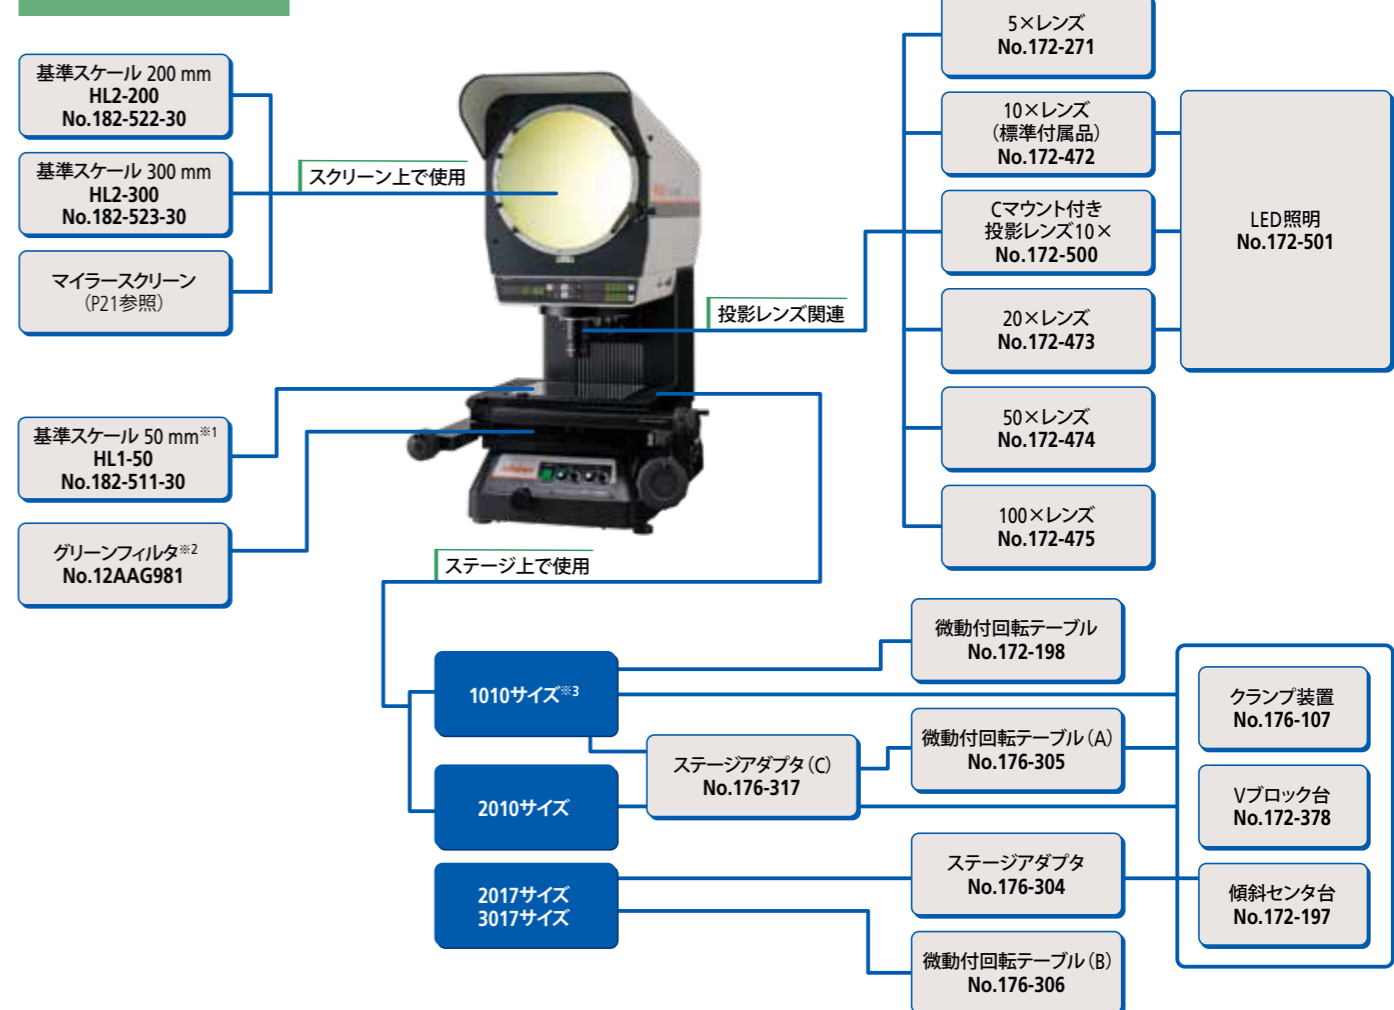 基準スケール 200 mm
HL2-200
No.182-522-30
基準スケール 300 mm
HL2-300
No.182-523-30
マイラースクリーン
（P21参照）
スクリーン上で使用
基準スケール 50 mm※1
HL1-50
No.182-511-30
グリーンフィルタ※2
No.12AAG981
投影レンズ関連
5×レンズ
No.172-271
10×レンズ
（標準付属品）
No.172-472
Cマウント付き
投影レンズ10×
No.172-500
20×レンズ
No.172-473
50×レンズ
No.172-474
100×レンズ
No.172-475
LED照明
No.172-501
ステージ上で使用
1010サイズ※3
2010サイズ
2017サイズ
3017サイズ
ステージアダプタ（C）
No.176-317
微動付回転テーブル
No.172-198
微動付回転テーブル（A）
No.176-305
ステージアダプタ
No.176-304
微動付回転テーブル（B）
No.176-306
クランプ装置
No.176-107
Vブロック台
No.172-378
傾斜センタ台
No.172-197